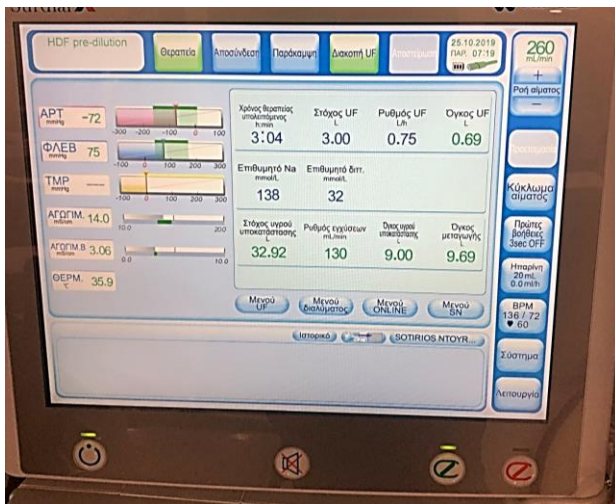 HDF pre-dilution
Θεραπεία
Αποσύνδεση
Παράκαμψη
Διακοπή UF
Αποστείρωση
25.10.2019
ΠΑΡ. 07:19
260
mL/min
+
Ροή αίματος
−
ΑΡΤ -72
mmHg
-300 -200 -100 0 100
ΦΛΕΒ 75
mmHg
-100 0 100 200 300
TMP ----
mmHg
-100 0 100 200 300
ΑΓΩΓΙΜ. 14.0
mS/cm
10.0 20.0
ΑΓΩΓΙΜ.Β 3.06
mS/cm
0.0 10.0
ΘΕΡΜ. 35.9
℃
Χρόνος θεραπείας
υπολειπόμενος
h:min
3:04
Στόχος UF
L
3.00
Ρυθμός UF
L/h
0.75
Όγκος UF
L
0.69
Επιθυμητό Na
mmol/L
138
Επιθυμητό διττ.
mmol/L
32
Στόχος υγρού
υποκατάστασης
L
32.92
Ρυθμός εγχύσεων
mL/min
130
Όγκος υγρού
υποκατάστασης
L
9.00
Όγκος
μεταγωγής
L
9.69
Μενού
UF
Μενού
διαλύματος
Μενού
ONLINE
Μενού
SN
Ιστορικό
SOTIRIOS NTOYR...
Κύκλωμα
αίματος
Πρώτες
βοήθειες
3sec OFF
Ηπαρίνη
20 mL
0.0 ml/h
BPM
136 / 72
♥ 60
Σύστημα
Λειτουργία